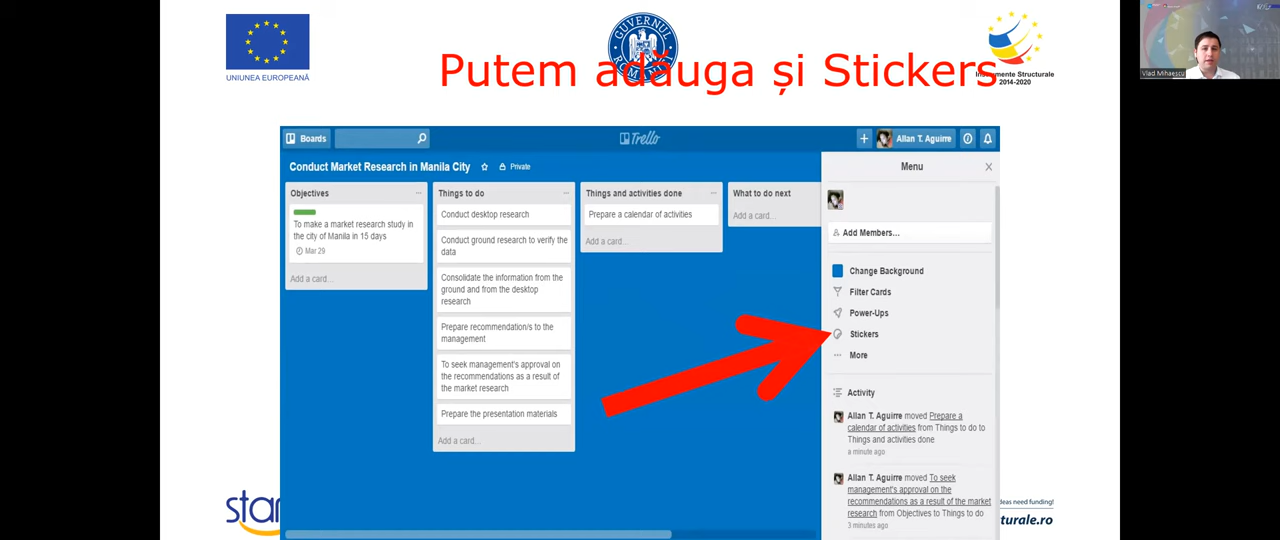 UNIUNEA EUROPEANĂ
GUVERNUL
Putem adăuga și Stickers
Instrumente Structurale
2014-2020
Vlad Mihaescu
Boards
Trello
Allan T. Aguirre
Conduct Market Research in Manila City
Private
Menu
Objectives
To make a market research study in
the city of Manila in 15 days
Mar 29
Add a card...
Things to do
Conduct desktop research
Conduct ground research to verify the
data
Consolidate the information from the
ground and from the desktop
research
Prepare recommendation/s to the
management
To seek management's approval on
the recommendations as a result of
the market research
Prepare the presentation materials
Add a card...
Things and activities done
Prepare a calendar of activities
Add a card...
What to do next
Add a card...
Add Members...
Change Background
Filter Cards
Power-Ups
Stickers
More
Activity
Allan T. Aguirre moved Prepare a
calendar of activities from Things to do to
Things and activities done
a minute ago
Allan T. Aguirre moved To seek
management's approval on the
recommendations as a result of the market
research from Objectives to Things to do
3 minutes ago
star
deas need funding!
turale.ro